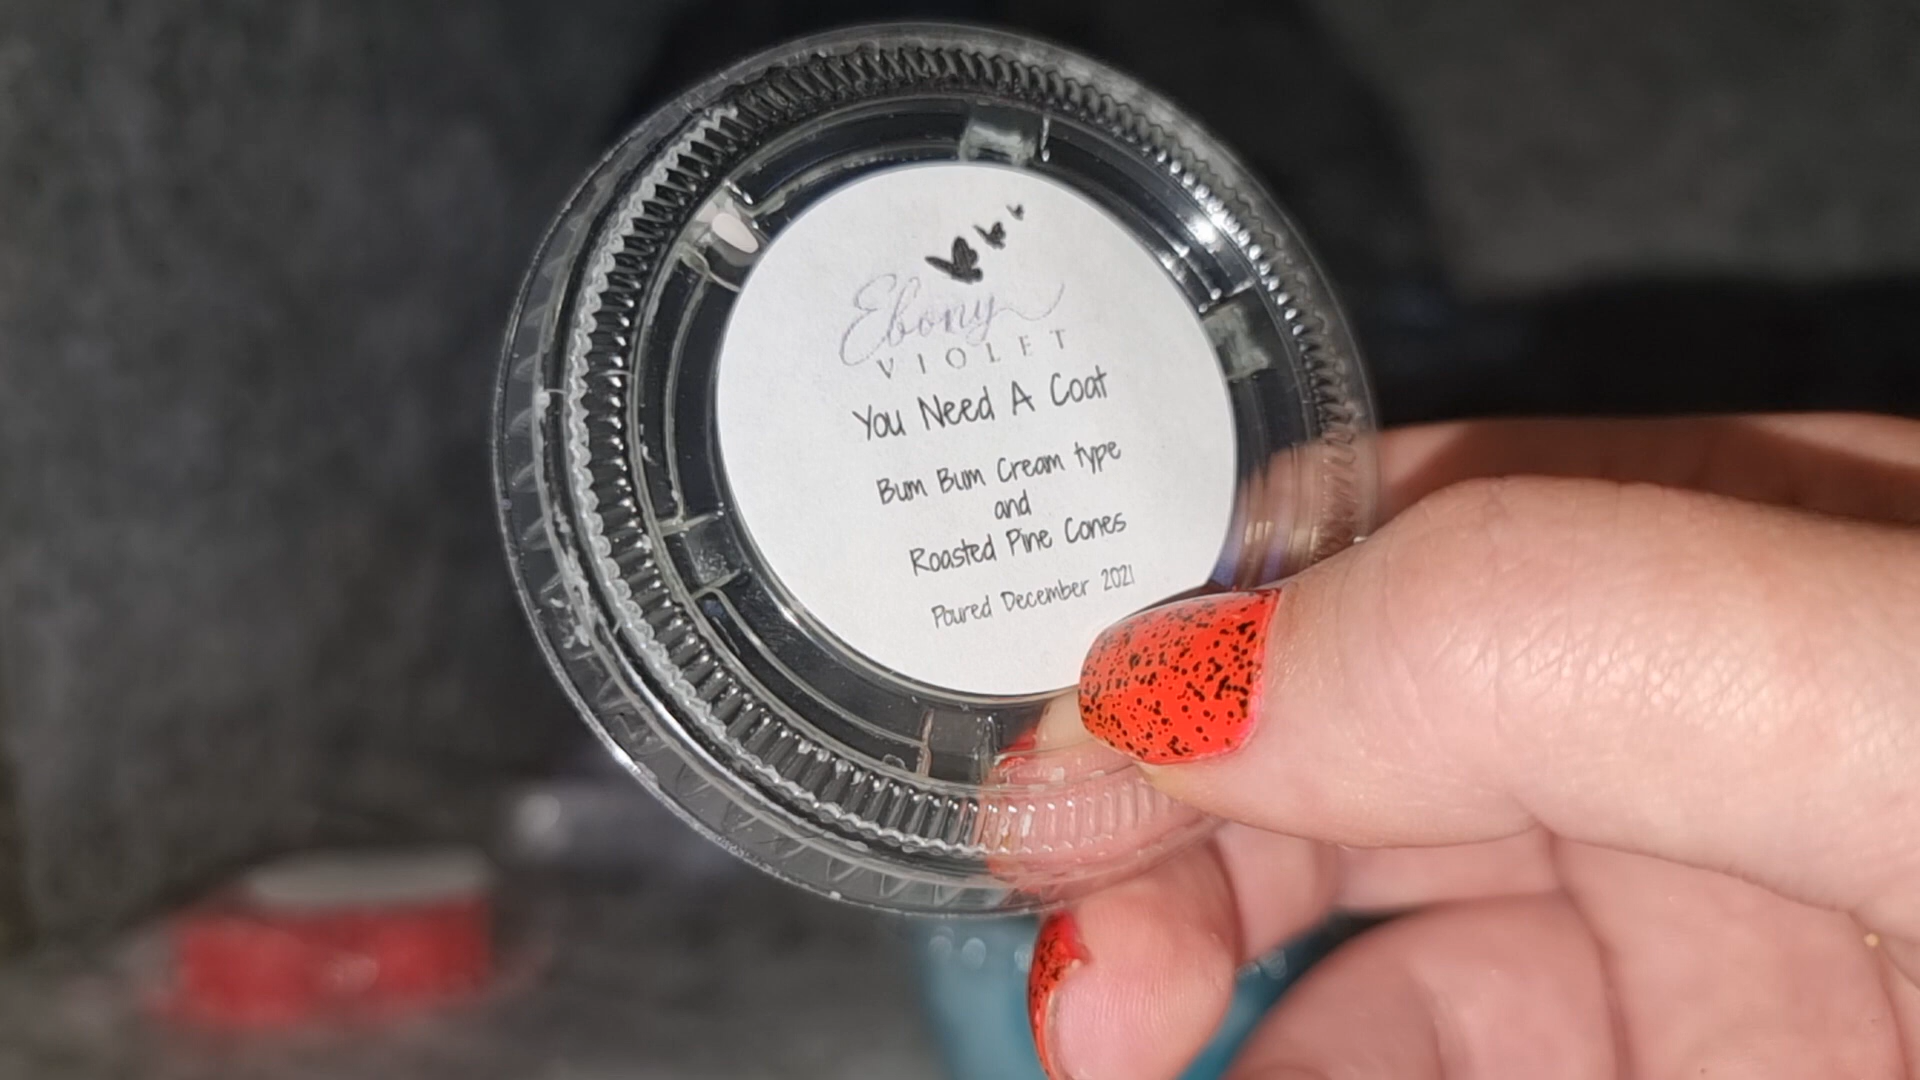 Ebony
VIOLET
You Need A Coat
Bum Bum Cream type
and
Roasted Pine Cones
Poured December 2021